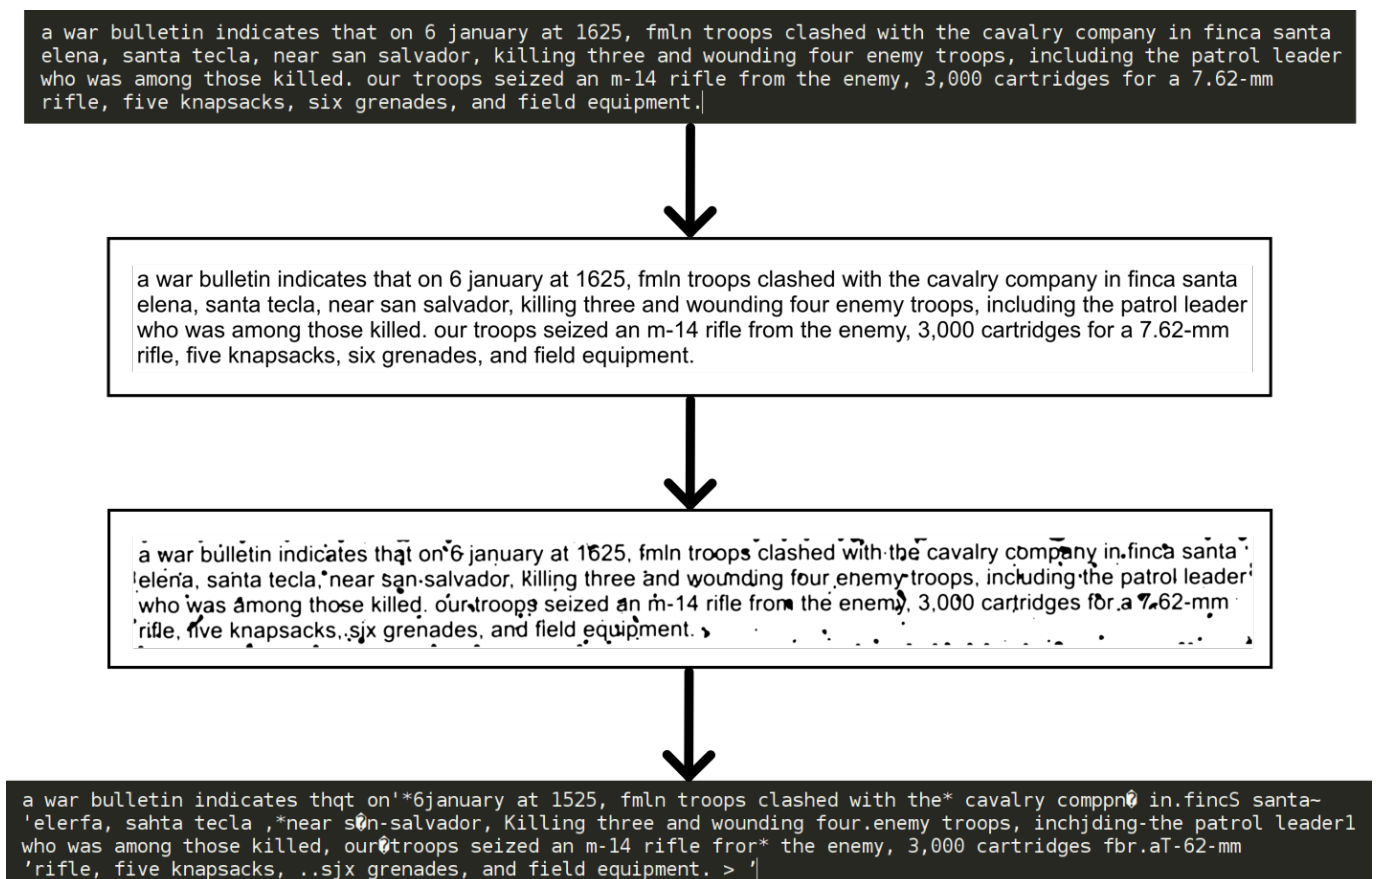 a war bulletin indicates that on 6 january at 1625, fmln troops clashed with the cavalry company in finca santa
elena, santa tecla, near san salvador, killing three and wounding four enemy troops, including the patrol leader
who was among those killed. our troops seized an m-14 rifle from the enemy, 3,000 cartridges for a 7.62-mm
rifle, five knapsacks, six grenades, and field equipment.
a war bulletin indicates that on 6 january at 1625, fmln troops clashed with the cavalry company in finca santa
elena, santa tecla, near san salvador, killing three and wounding four enemy troops, including the patrol leader
who was among those killed. our troops seized an m-14 rifle from the enemy, 3,000 cartridges for a 7.62-mm
rifle, five knapsacks, six grenades, and field equipment.
a war bulletin indicates that on 6 january at 1625, fmln troops clashed with the cavalry company in finca santa
elena, santa tecla, near san salvador, killing three and wounding four enemy troops, including the patrol leader
who was among those killed. our troops seized an m-14 rifle from the enemy, 3,000 cartridges for a 7.62-mm
rifle, five knapsacks, six grenades, and field equipment.
a war bulletin indicates thqt on'*6january at 1525, fmln troops clashed with the* cavalry comppn� in.fincS santa~
'elerfa, sahta tecla ,*near s�n-salvador, Killing three and wounding four.enemy troops, inchjding-the patrol leader1
who was among those killed, our�troops seized an m-14 rifle fror* the enemy, 3,000 cartridges fbr.aT-62-mm
’rifle, five knapsacks, ..sjx grenades, and field equipment. > ’